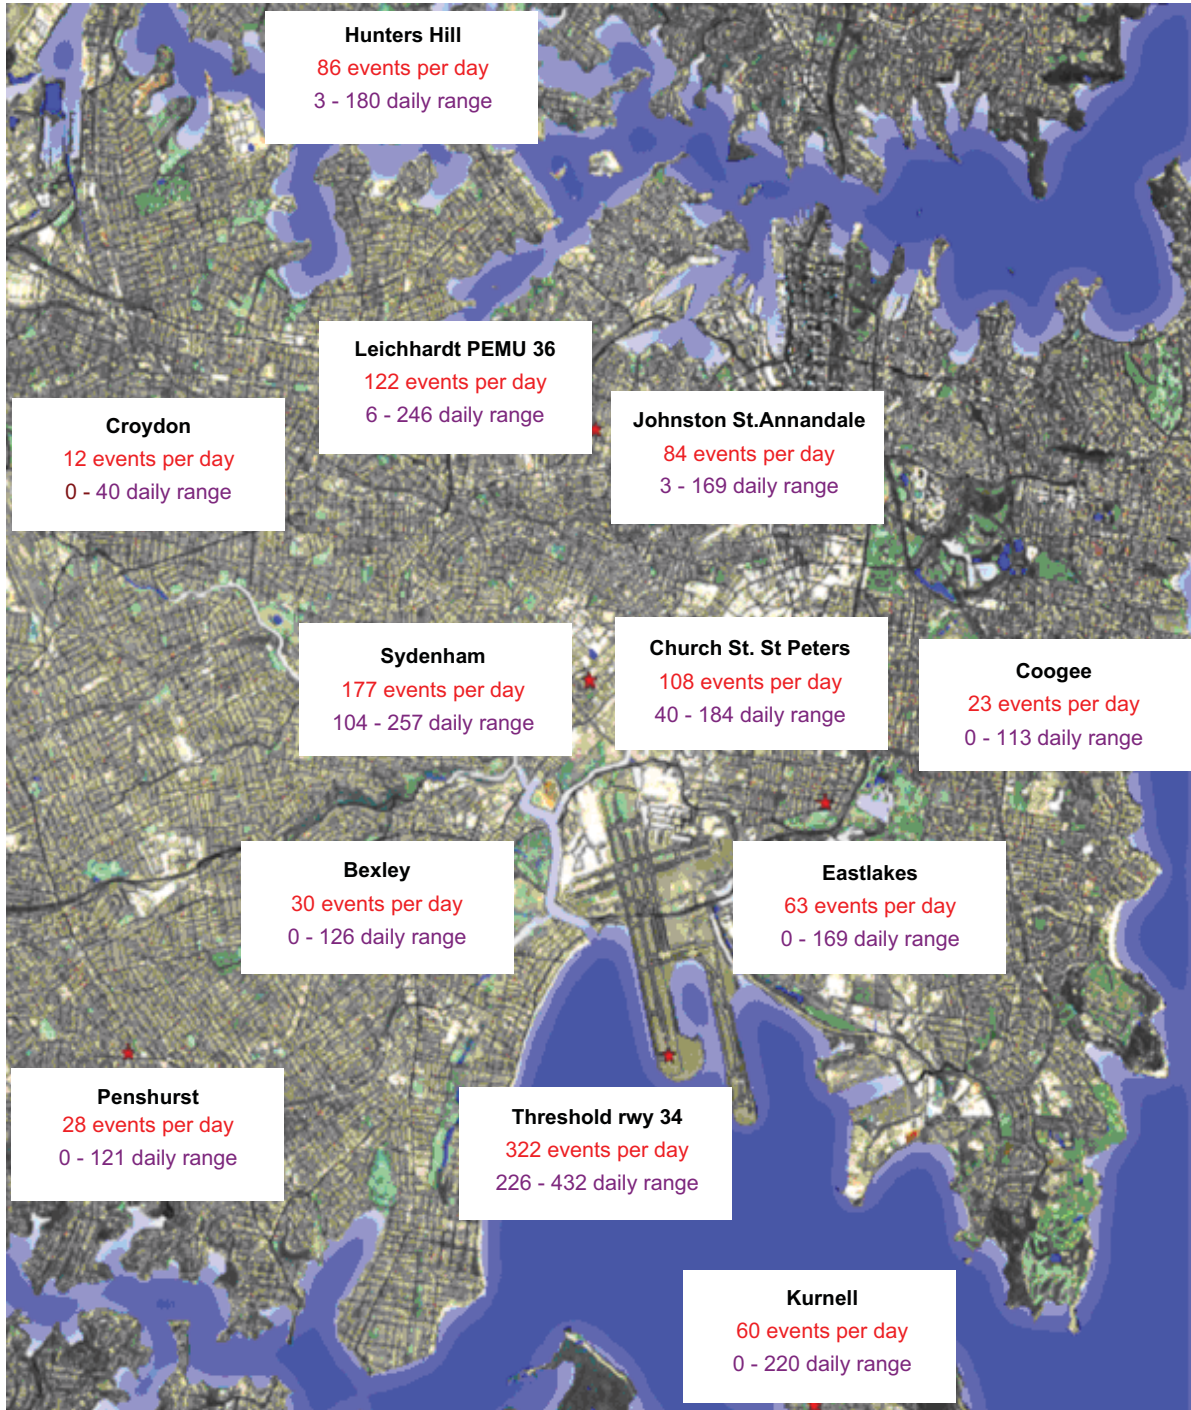 Hunters Hill
86 events per day
3 - 180 daily range
Leichhardt PEMU 36
122 events per day
6 - 246 daily range
Johnston St.Annandale
84 events per day
3 - 169 daily range
Croydon
12 events per day
0 - 40 daily range
Sydenham
177 events per day
104 - 257 daily range
Church St. St Peters
108 events per day
40 - 184 daily range
Coogee
23 events per day
0 - 113 daily range
Bexley
30 events per day
0 - 126 daily range
Eastlakes
63 events per day
0 - 169 daily range
Penshurst
28 events per day
0 - 121 daily range
Threshold rwy 34
322 events per day
226 - 432 daily range
Kurnell
60 events per day
0 - 220 daily range